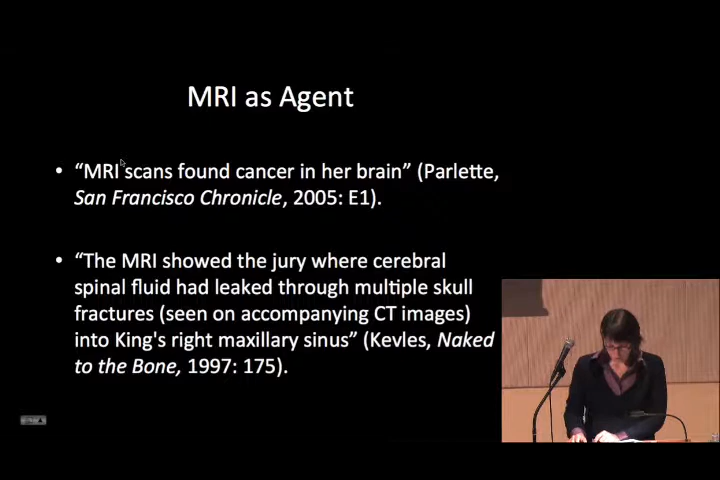 MRI as Agent
• “MRI scans found cancer in her brain” (Parlette,
San Francisco Chronicle, 2005: E1).
• “The MRI showed the jury where cerebral
spinal fluid had leaked through multiple skull
fractures (seen on accompanying CT images)
into King's right maxillary sinus” (Kevles, Naked
to the Bone, 1997: 175).